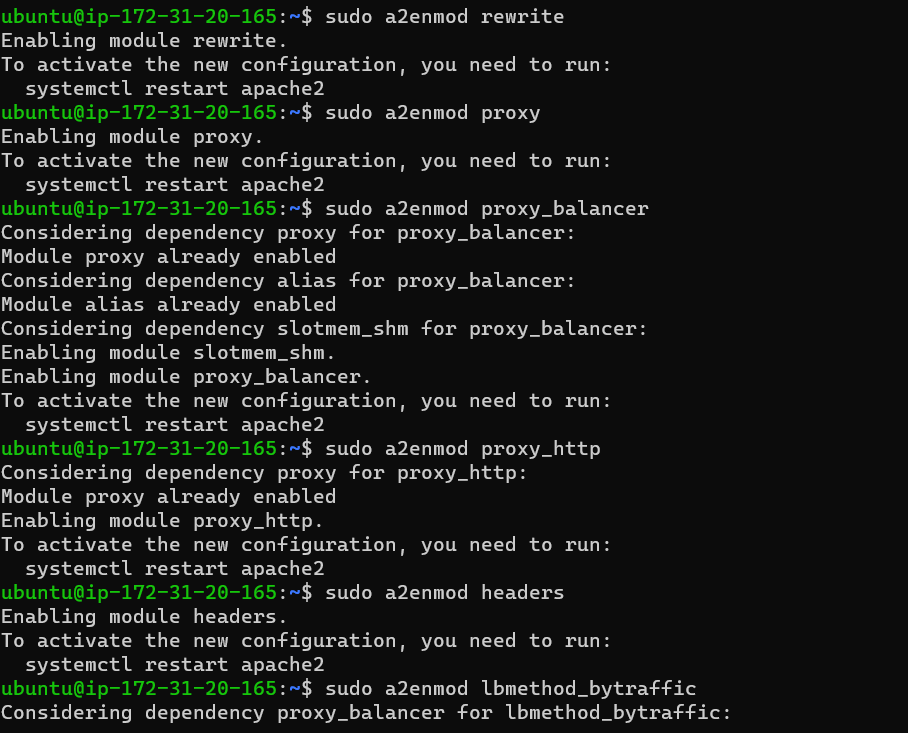 ubuntu@ip-172-31-20-165:~$ sudo a2enmod rewrite
Enabling module rewrite.
To activate the new configuration, you need to run:
  systemctl restart apache2
ubuntu@ip-172-31-20-165:~$ sudo a2enmod proxy
Enabling module proxy.
To activate the new configuration, you need to run:
  systemctl restart apache2
ubuntu@ip-172-31-20-165:~$ sudo a2enmod proxy_balancer
Considering dependency proxy for proxy_balancer:
Module proxy already enabled
Considering dependency alias for proxy_balancer:
Module alias already enabled
Considering dependency slotmem_shm for proxy_balancer:
Enabling module slotmem_shm.
Enabling module proxy_balancer.
To activate the new configuration, you need to run:
  systemctl restart apache2
ubuntu@ip-172-31-20-165:~$ sudo a2enmod proxy_http
Considering dependency proxy for proxy_http:
Module proxy already enabled
Enabling module proxy_http.
To activate the new configuration, you need to run:
  systemctl restart apache2
ubuntu@ip-172-31-20-165:~$ sudo a2enmod headers
Enabling module headers.
To activate the new configuration, you need to run:
  systemctl restart apache2
ubuntu@ip-172-31-20-165:~$ sudo a2enmod lbmethod_bytraffic
Considering dependency proxy_balancer for lbmethod_bytraffic: